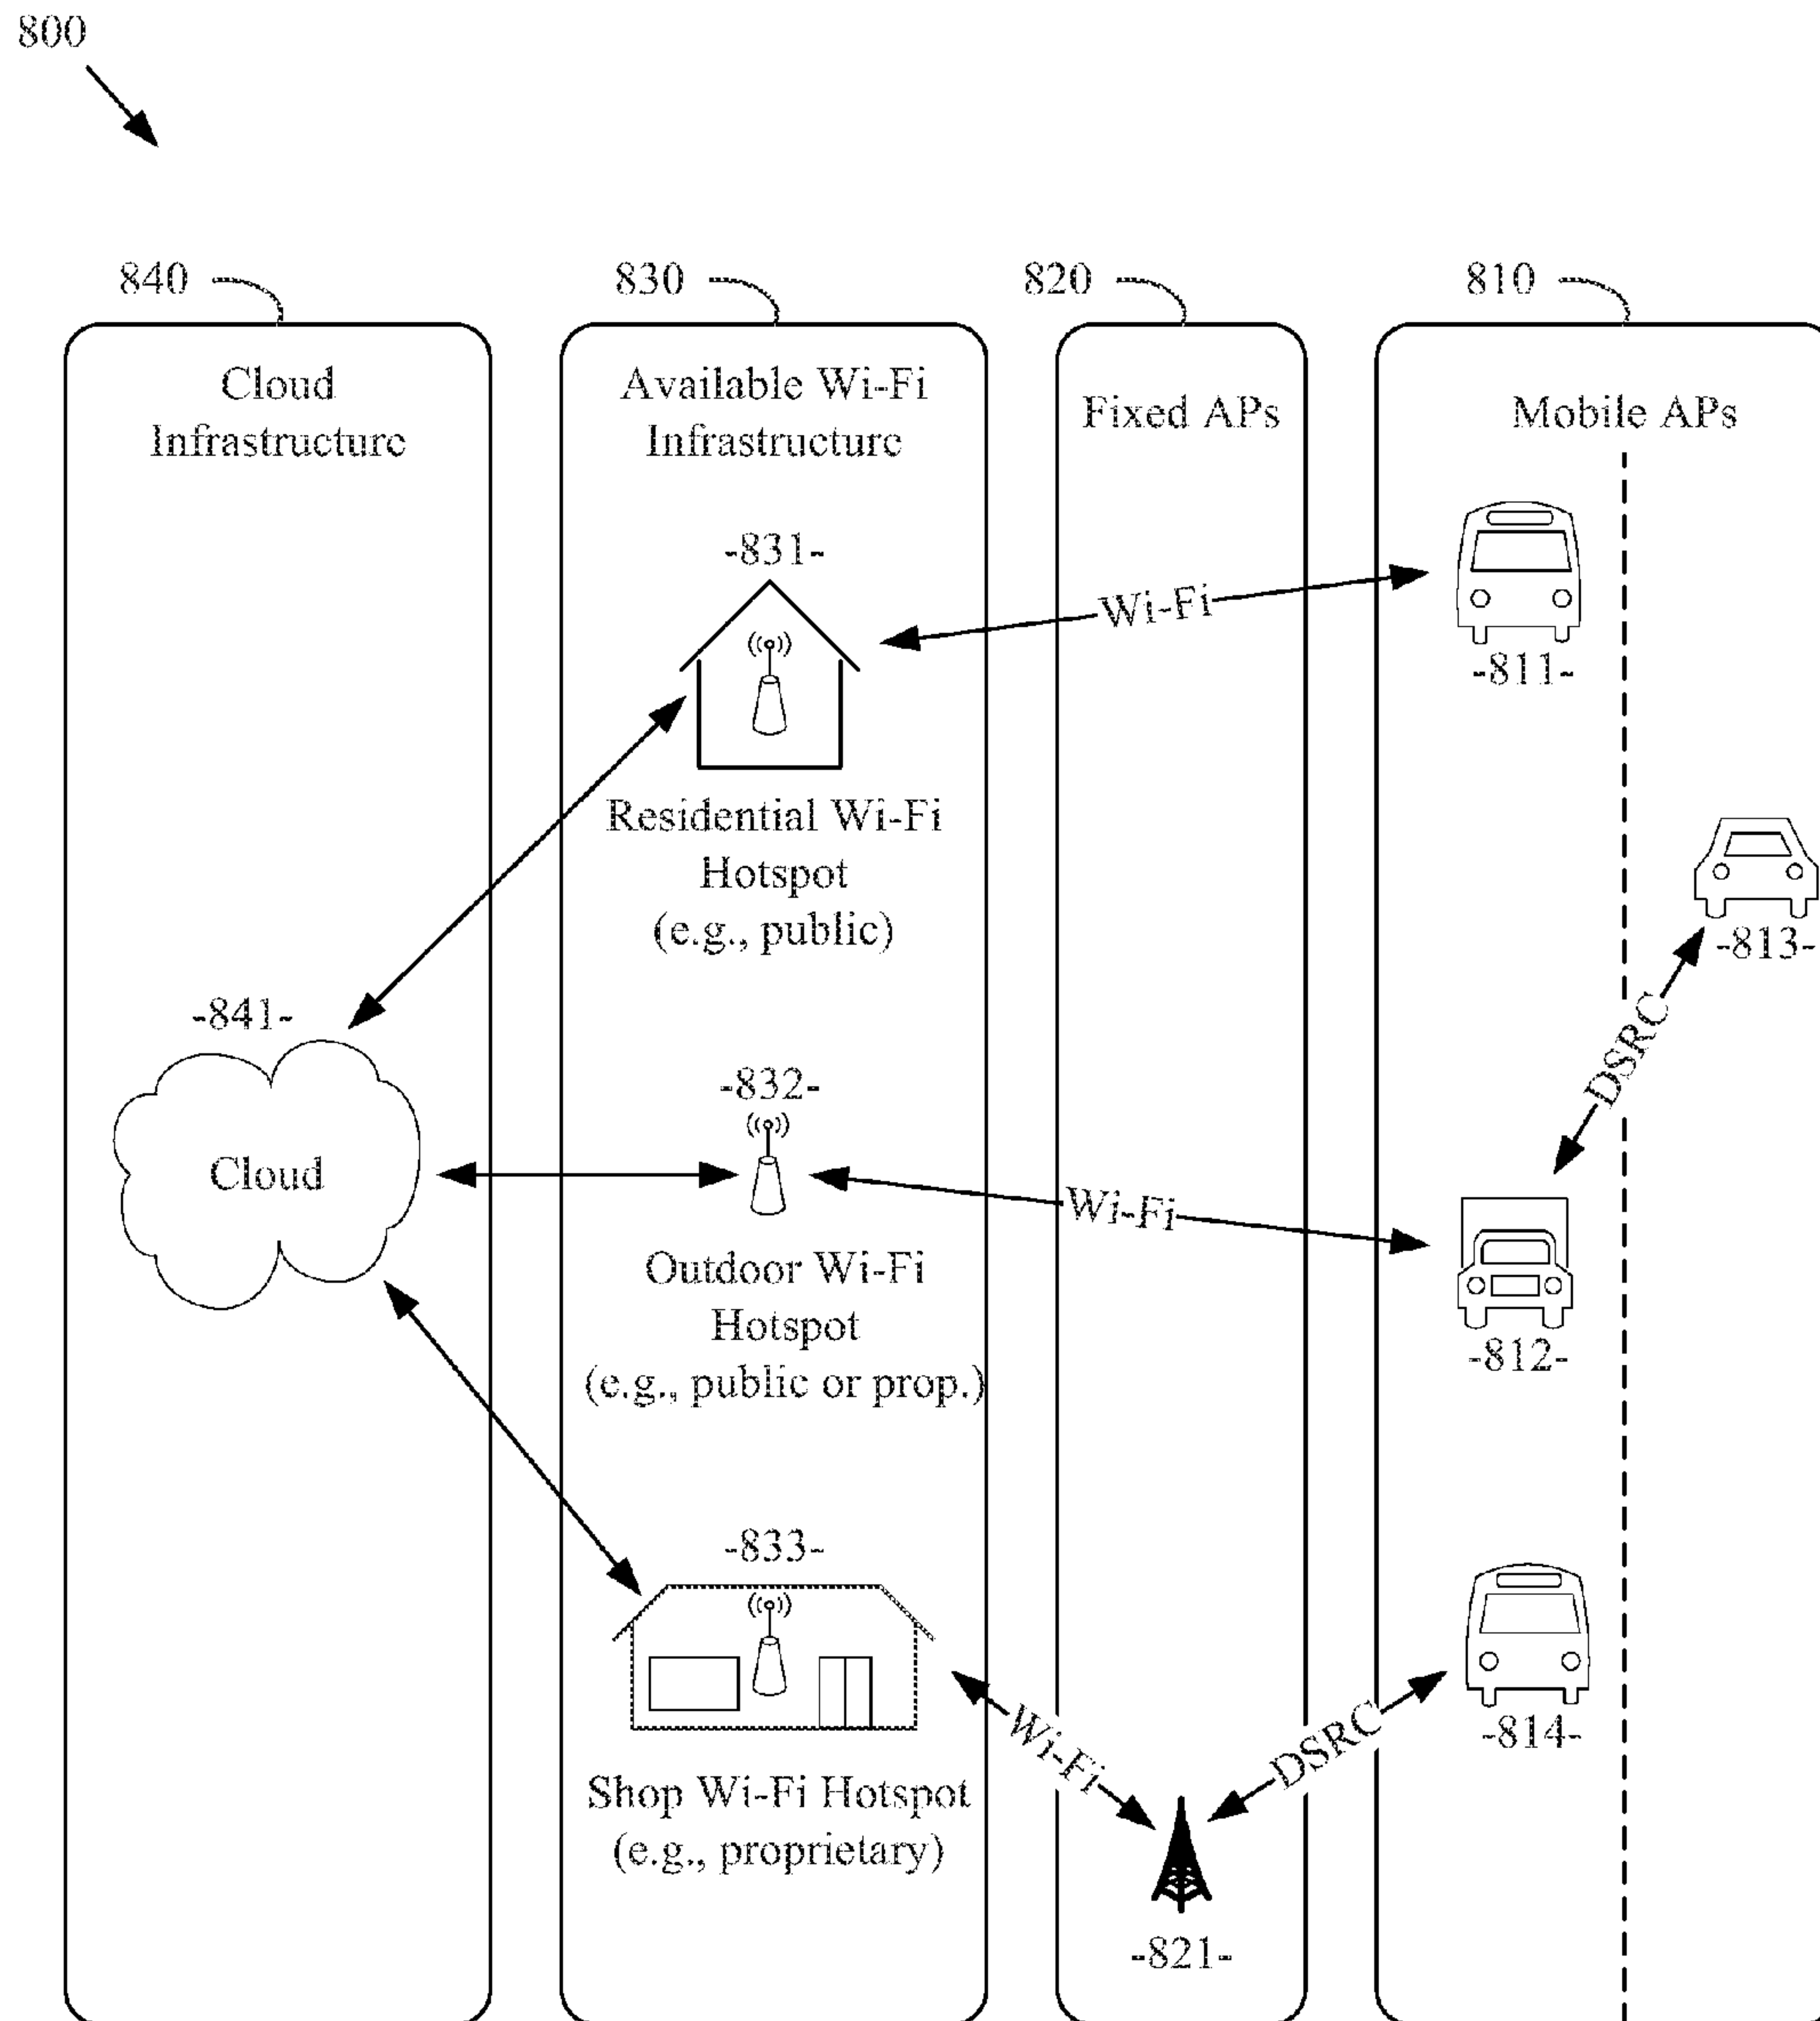 800
840
830
820
810
Cloud
Infrastructure
Available Wi-Fi
Infrastructure
Fixed APs
Mobile APs
-831-
Wi-Fi
-811-
Residential Wi-Fi
Hotspot
(e.g., public)
-813-
DSRC
-841-
Cloud
-832-
Wi-Fi
Outdoor Wi-Fi
Hotspot
(e.g., public or prop.)
-812-
-833-
Wi-Fi
DSRC
-814-
Shop Wi-Fi Hotspot
(e.g., proprietary)
-821-